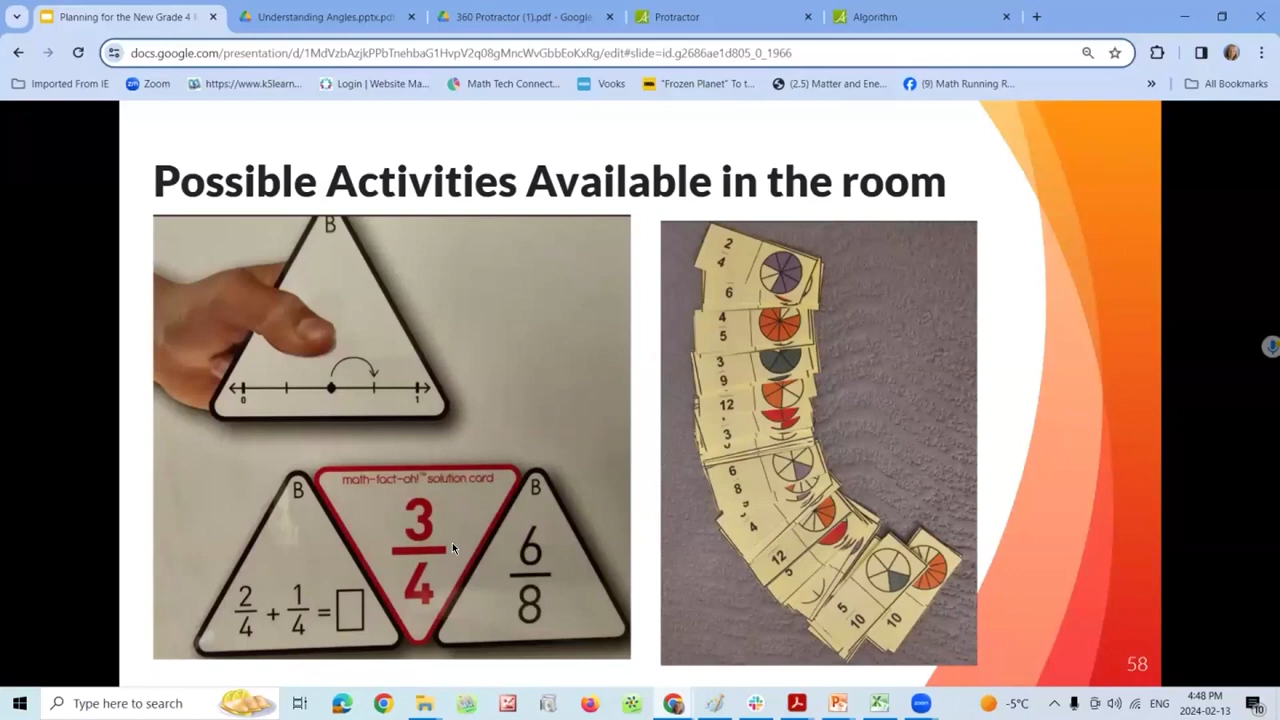 Planning for the New Grade 4
Understanding Angles.pptx.pdf
360 Protractor (1).pdf - Google
Protractor
Algorithm
docs.google.com/presentation/d/1MdVzbAzjkPPbTnehbaG1HvpV2q08gMncWvGbbEoKxRg/edit#slide=id.g2686ae1d805_0_1966
Imported From IE
Zoom
https://www.k5learn...
Login | Website Ma...
Math Tech Connect...
Vooks
"Frozen Planet" To t...
(2.5) Matter and Ene...
(9) Math Running R...
»
All Bookmarks
Possible Activities Available in the room
B
0 1
math-fact-oh!™ solution card
3
4
B
2/4 + 1/4 =
B
6
8
2
4
6
4
5
3
9
12
3
6
8
4
12
5
5
10
10
58
Type here to search
-5°C
ENG
4:48 PM
2024-02-13
10